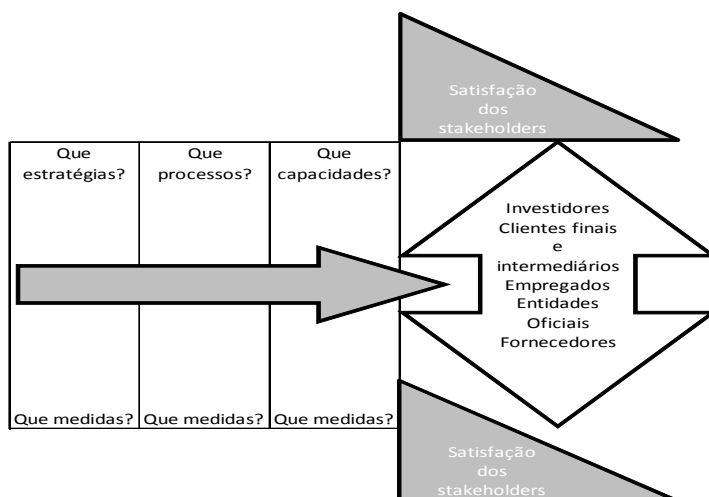 Satisfação
dos
stakeholders
Que
estratégias?
Que
processos?
Que
capacidades?
Investidores
Clientes finais
e
intermediários
Empregados
Entidades
Oficiais
Fornecedores
Que medidas?
Que medidas?
Que medidas?
Satisfação
dos
stakeholders